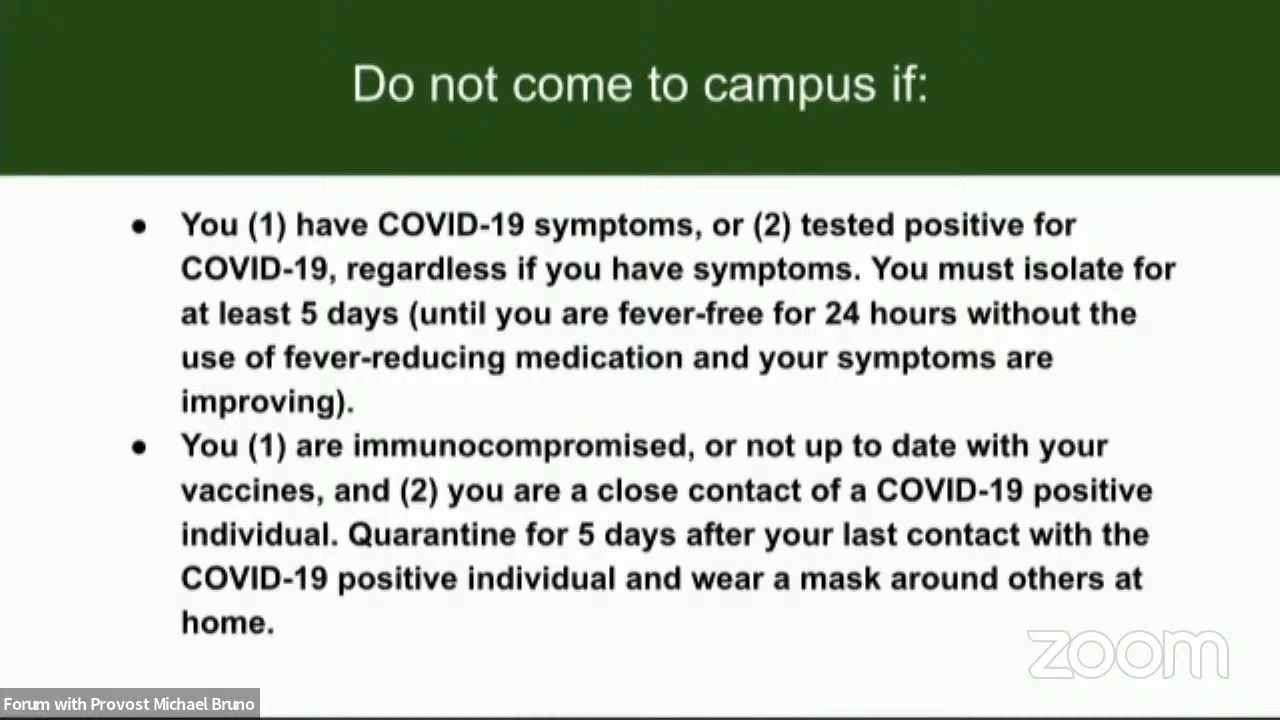 Do not come to campus if:
● You (1) have COVID-19 symptoms, or (2) tested positive for
COVID-19, regardless if you have symptoms. You must isolate for
at least 5 days (until you are fever-free for 24 hours without the
use of fever-reducing medication and your symptoms are
improving).
● You (1) are immunocompromised, or not up to date with your
vaccines, and (2) you are a close contact of a COVID-19 positive
individual. Quarantine for 5 days after your last contact with the
COVID-19 positive individual and wear a mask around others at
home.
zoom
Forum with Provost Michael Bruno